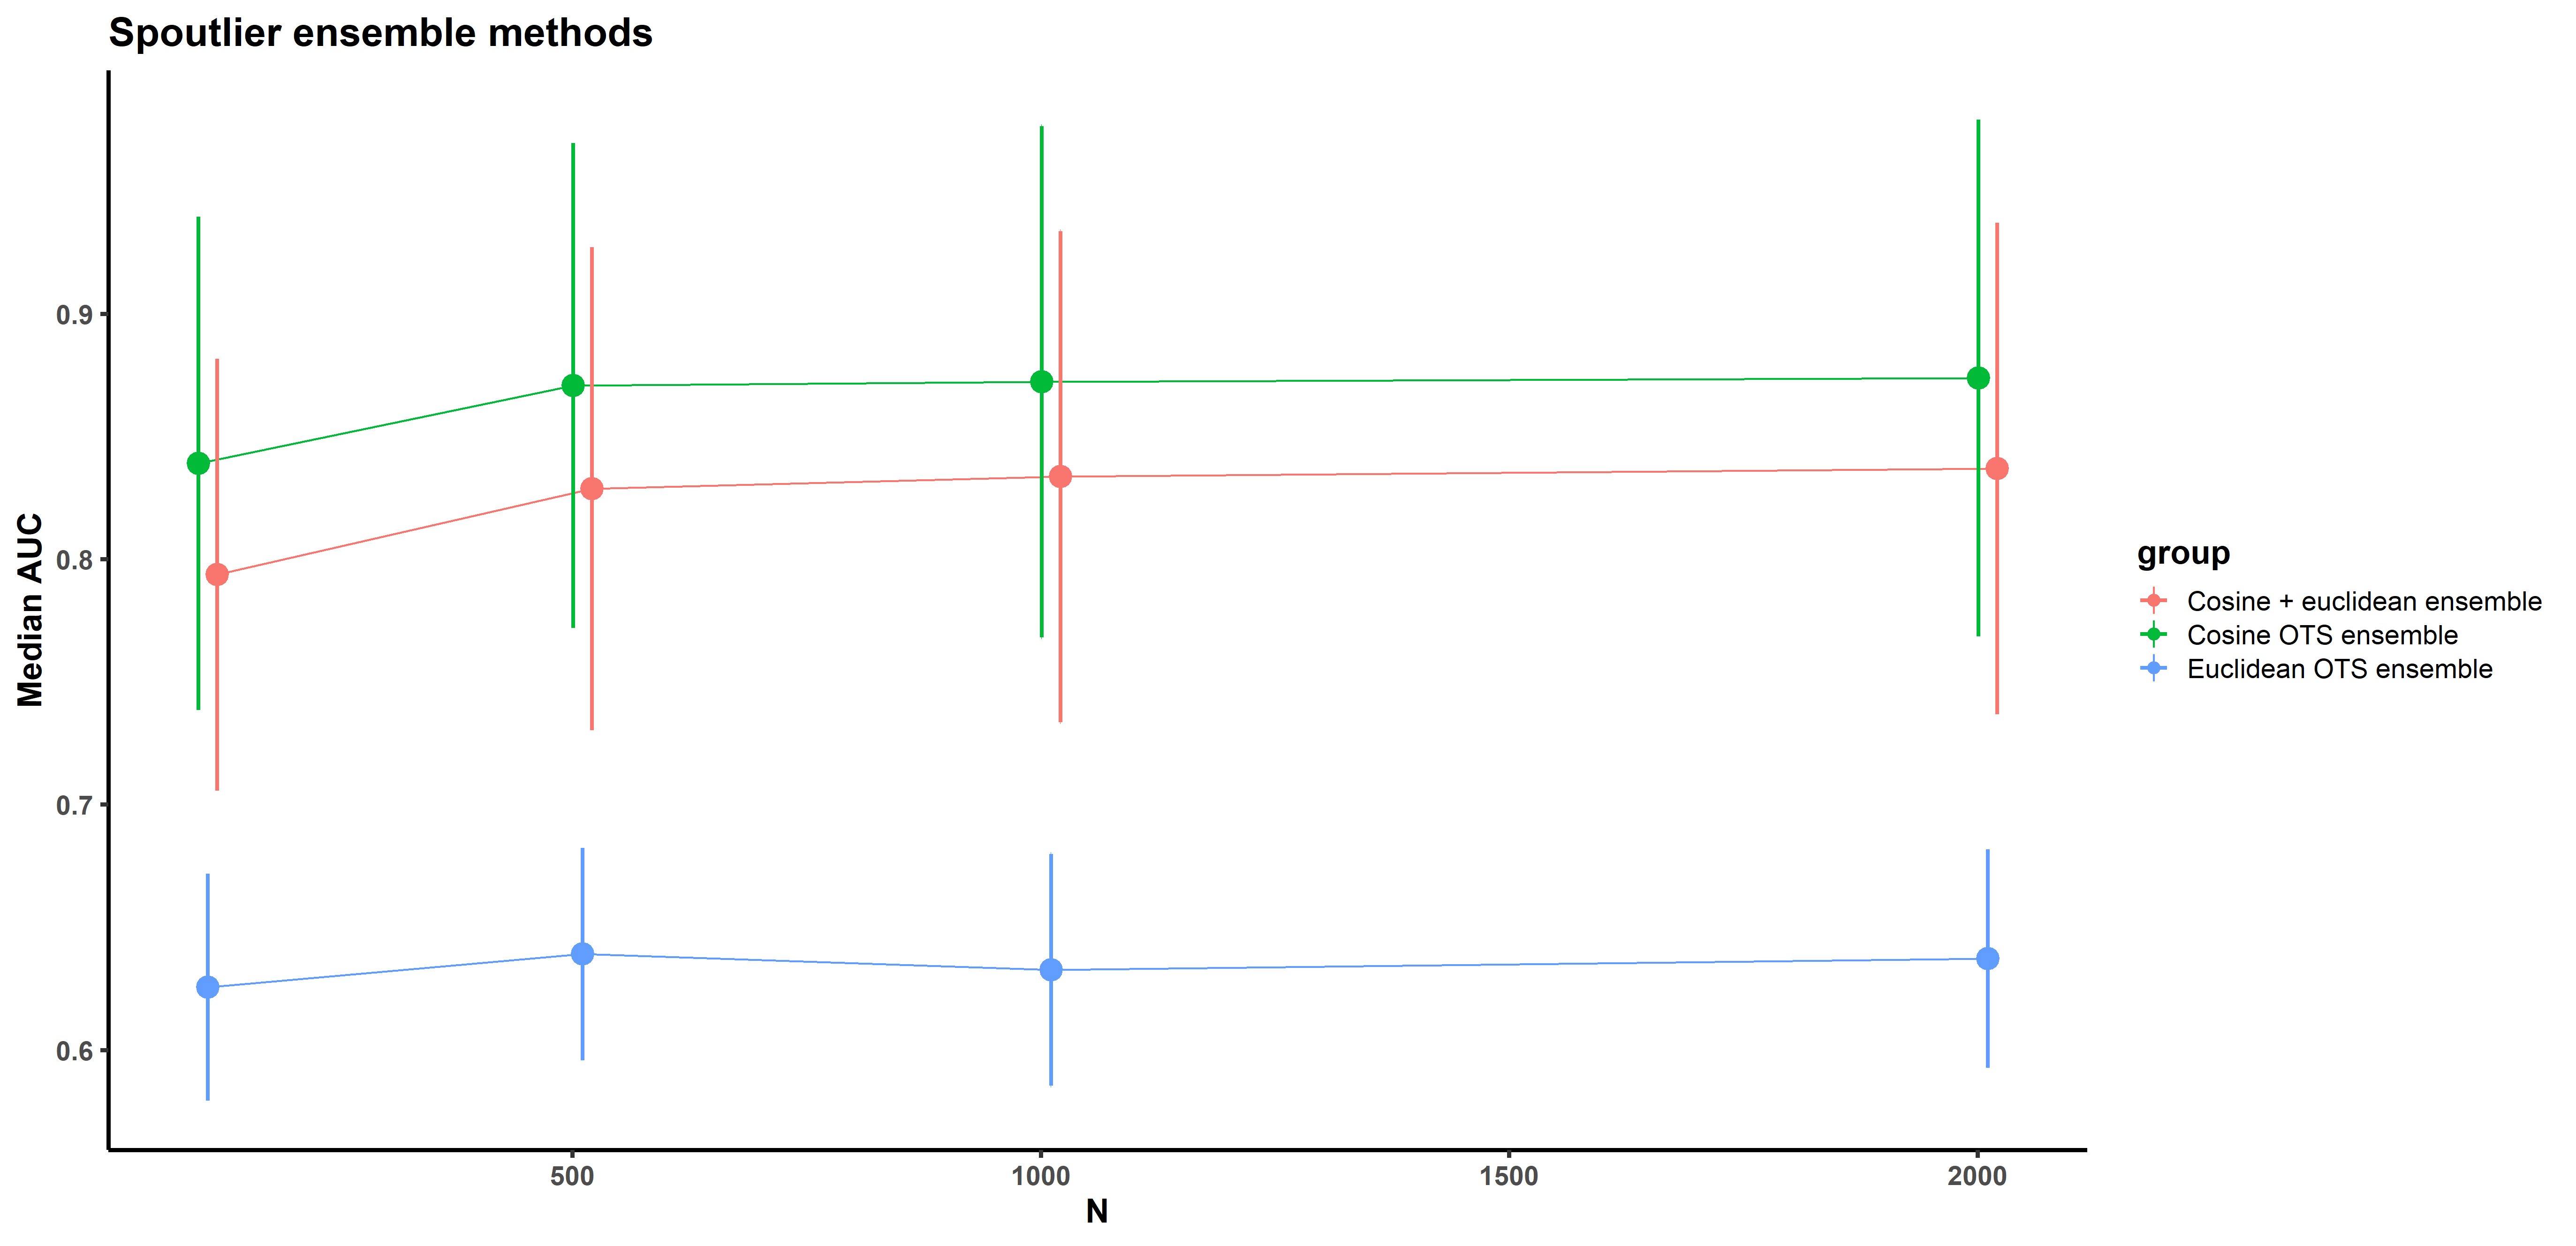 Spoutlier ensemble methods
Median AUC
0.9
0.8
0.7
0.6
500
1000
1500
2000
N
group
Cosine + euclidean ensemble
Cosine OTS ensemble
Euclidean OTS ensemble